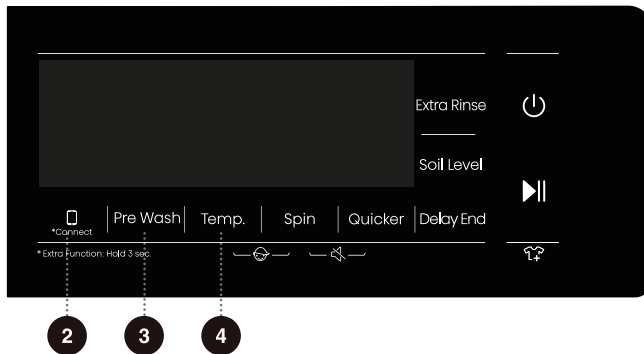 Extra Rinse
Soil Level
Pre Wash Temp. Spin Quicker Delay End
*Connect
* Extra Function: Hold 3 sec.
2 3 4